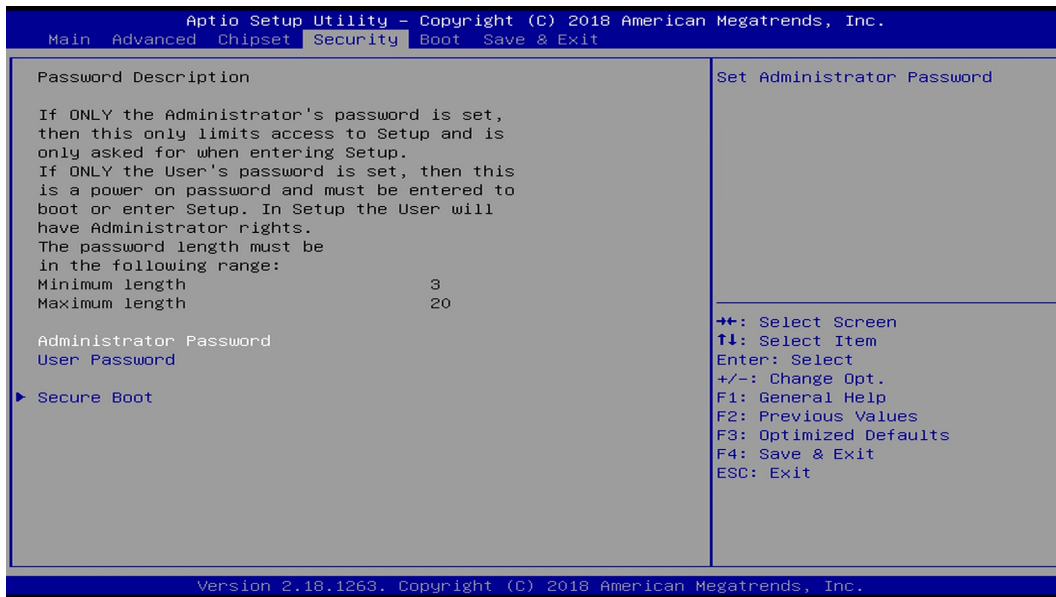 Aptio Setup Utility – Copyright (C) 2018 American Megatrends, Inc.
Main Advanced Chipset Security Boot Save & Exit
Password Description
If ONLY the Administrator's password is set,
then this only limits access to Setup and is
only asked for when entering Setup.
If ONLY the User's password is set, then this
is a power on password and must be entered to
boot or enter Setup. In Setup the User will
have Administrator rights.
The password length must be
in the following range:
Minimum length 3
Maximum length 20
Administrator Password
User Password
Secure Boot
Set Administrator Password
→←: Select Screen
↑↓: Select Item
Enter: Select
+/-: Change Opt.
F1: General Help
F2: Previous Values
F3: Optimized Defaults
F4: Save & Exit
ESC: Exit
Version 2.18.1263. Copyright (C) 2018 American Megatrends, Inc.